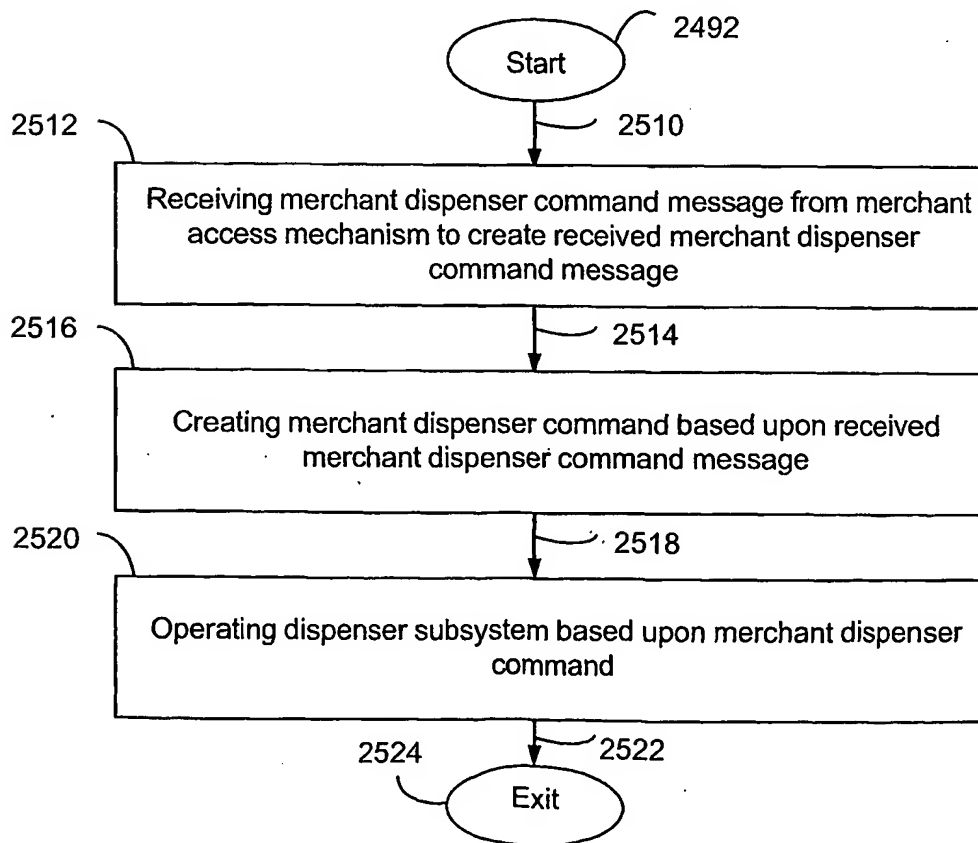 2492
Start
2510
2512
Receiving merchant dispenser command message from merchant
access mechanism to create received merchant dispenser
command message
2514
2516
Creating merchant dispenser command based upon received
merchant dispenser command message
2518
2520
Operating dispenser subsystem based upon merchant dispenser
command
2522
2524
Exit